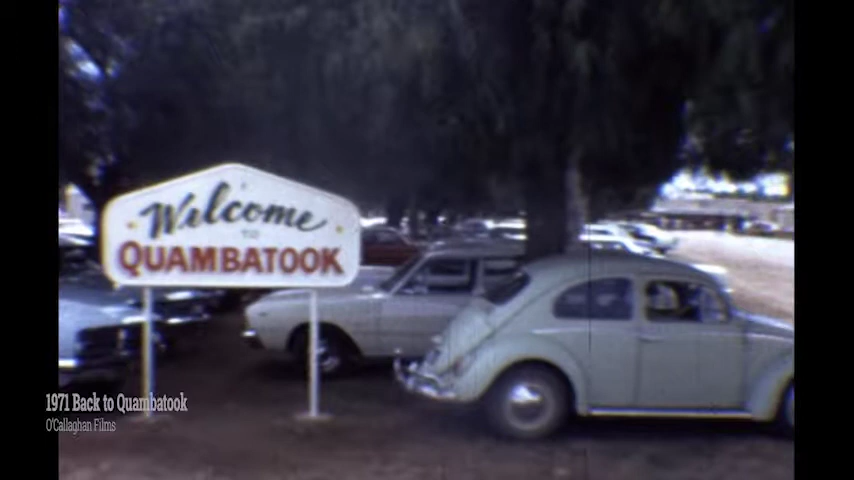 Welcome
TO
QUAMBATOOK
1971 Back to Quambatook
O'Callaghan Films